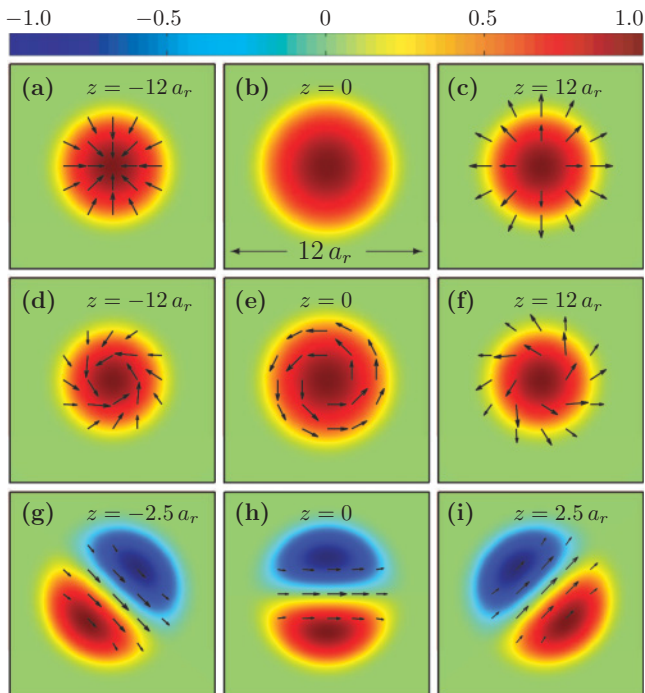 −1.0 −0.5 0 0.5 1.0
(a) z = −12 a_r (b) z = 0 (c) z = 12 a_r
12 a_r
(d) z = −12 a_r (e) z = 0 (f) z = 12 a_r
(g) z = −2.5 a_r (h) z = 0 (i) z = 2.5 a_r